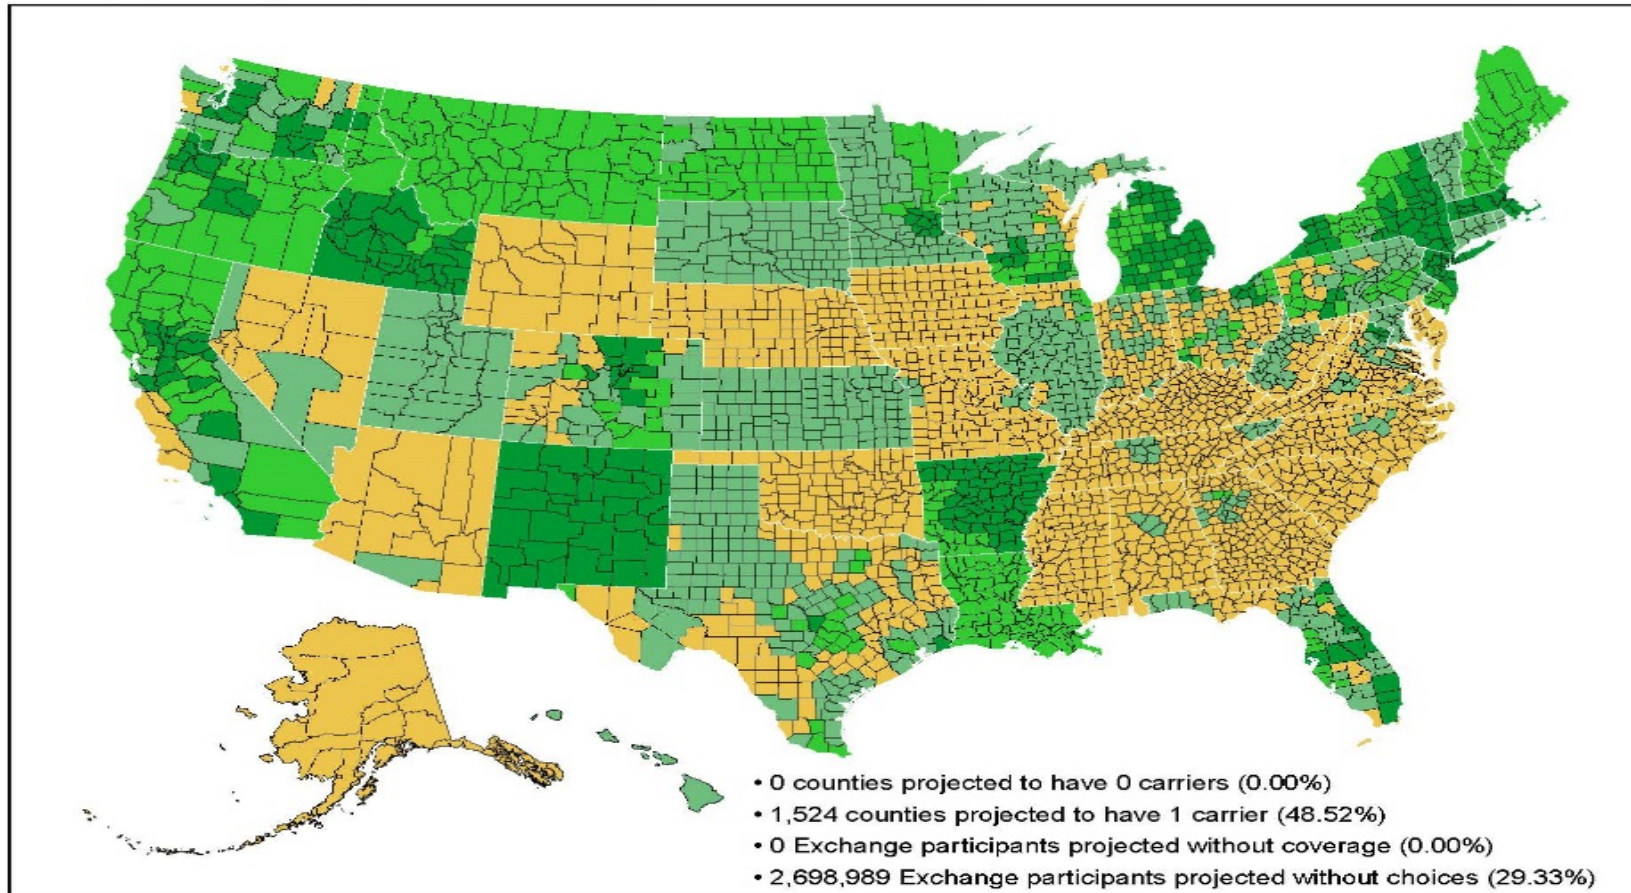 • 0 counties projected to have 0 carriers (0.00%)
• 1,524 counties projected to have 1 carrier (48.52%)
• 0 Exchange participants projected without coverage (0.00%)
• 2,698,989 Exchange participants projected without choices (29.33%)